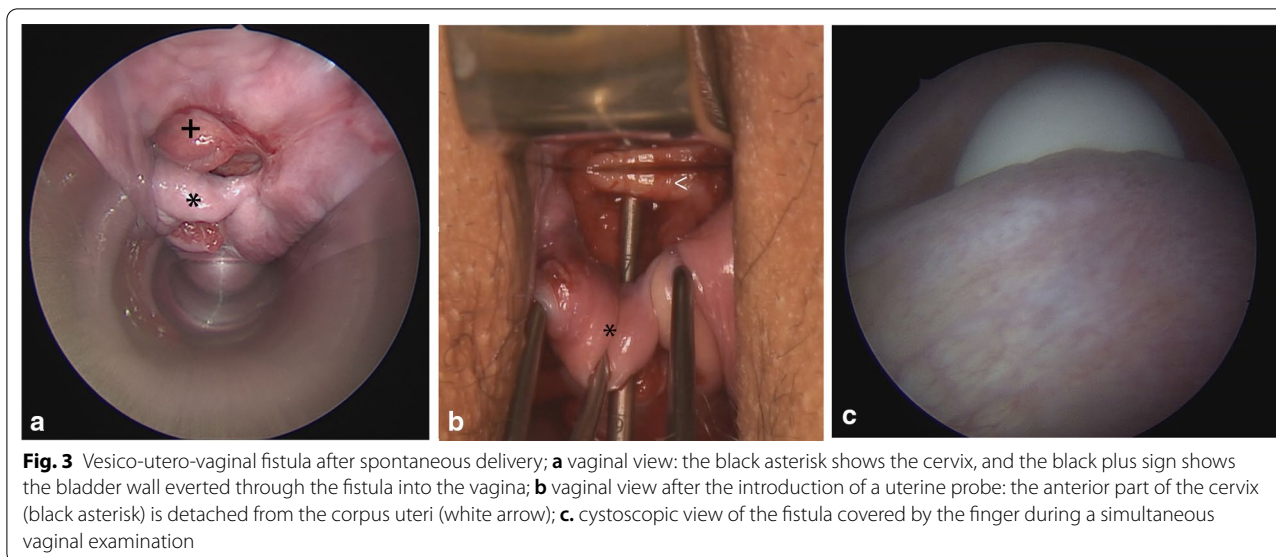 +
*
a
<
*
b
c
Fig. 3 Vesico-utero-vaginal fistula after spontaneous delivery; a vaginal view: the black asterisk shows the cervix, and the black plus sign shows
the bladder wall everted through the fistula into the vagina; b vaginal view after the introduction of a uterine probe: the anterior part of the cervix
(black asterisk) is detached from the corpus uteri (white arrow); c. cystoscopic view of the fistula covered by the finger during a simultaneous
vaginal examination